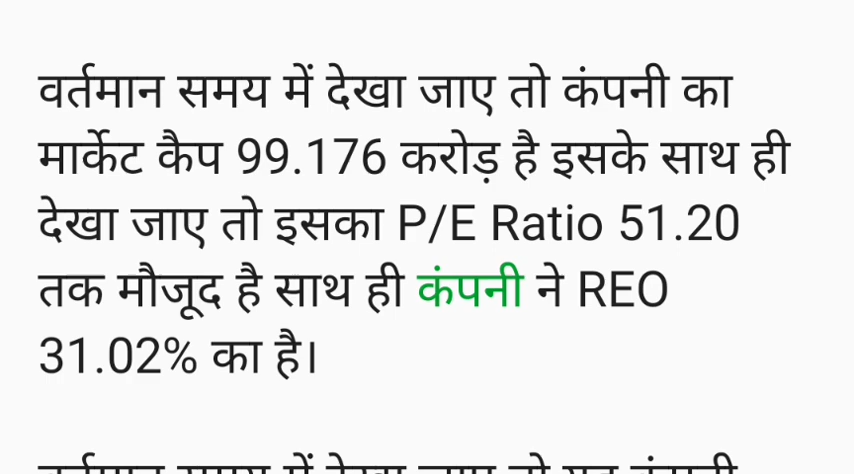 वर्तमान समय में देखा जाए तो कंपनी का
मार्केट कैप 99.176 करोड़ है इसके साथ ही
देखा जाए तो इसका P/E Ratio 51.20
तक मौजूद है साथ ही कंपनी ने REO
31.02% का है।